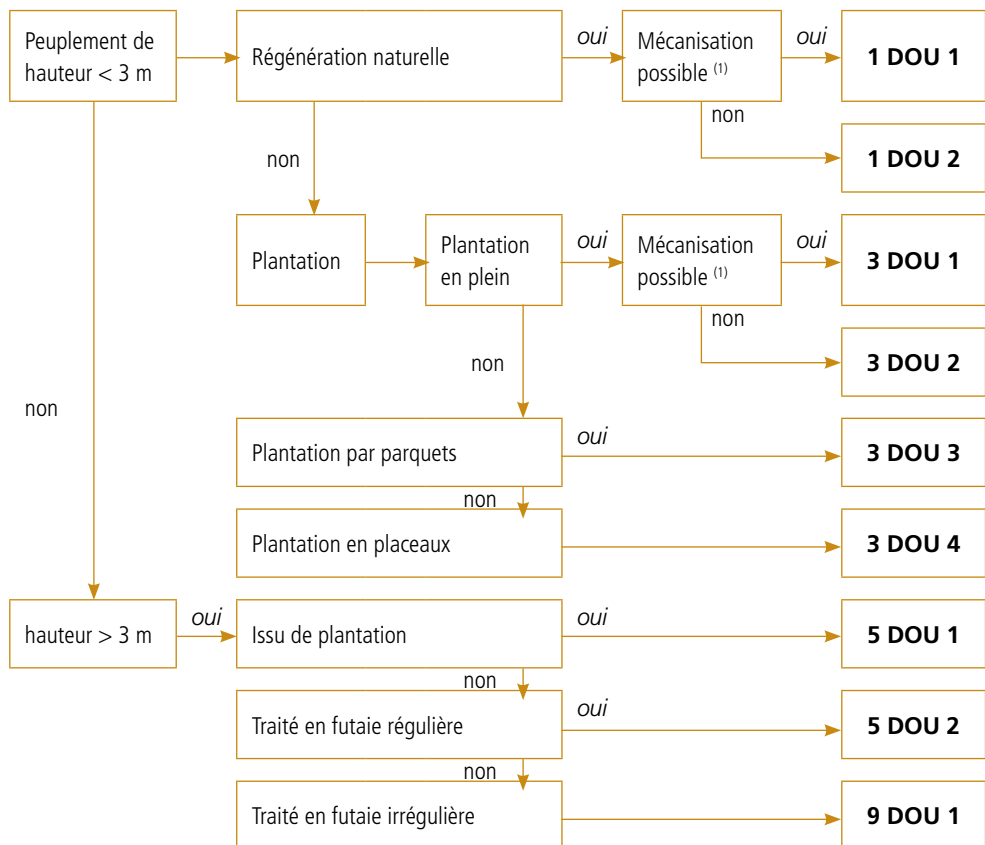 Peuplement de
hauteur < 3 m
Régénération naturelle
oui
Mécanisation
possible (1)
oui
1 DOU 1
non
1 DOU 2
non
Plantation
Plantation
en plein
oui
Mécanisation
possible (1)
oui
3 DOU 1
non
3 DOU 2
non
non
Plantation par parquets
oui
3 DOU 3
non
Plantation en placeaux
3 DOU 4
hauteur > 3 m
oui
Issu de plantation
oui
5 DOU 1
non
Traité en futaie régulière
oui
5 DOU 2
non
Traité en futaie irrégulière
9 DOU 1